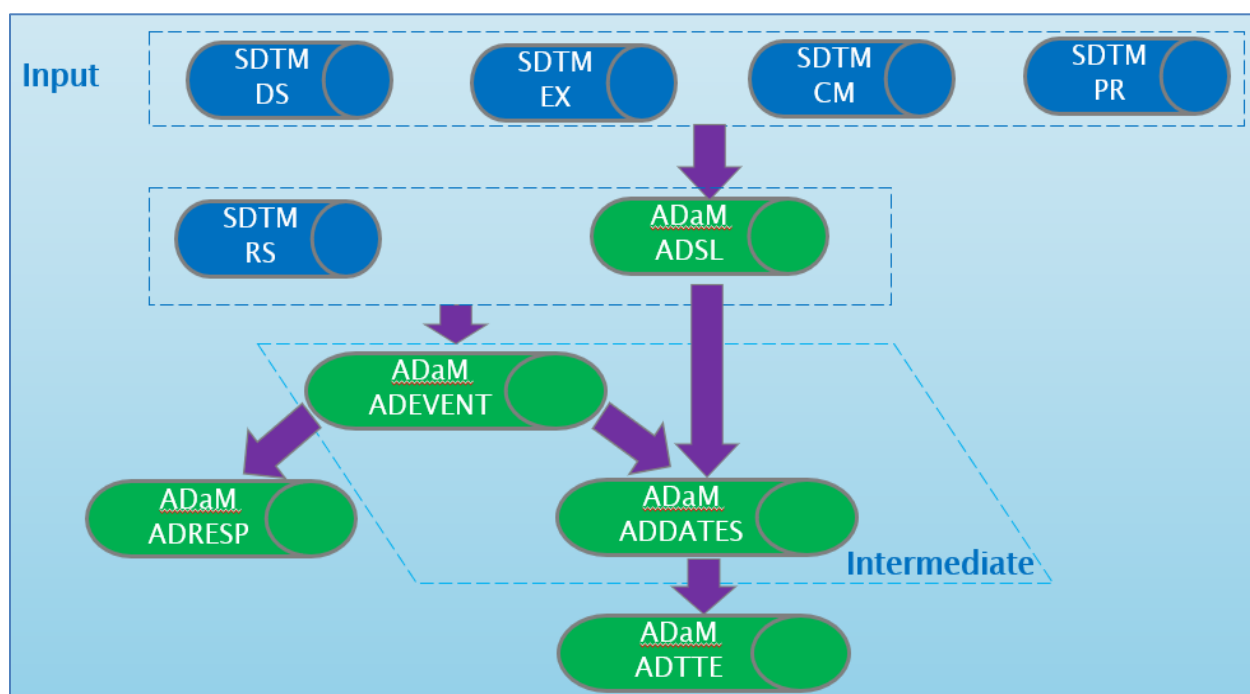 Input
SDTM
DS
SDTM
EX
SDTM
CM
SDTM
PR
SDTM
RS
ADaM
ADSL
ADaM
ADEVENT
ADaM
ADRESP
ADaM
ADDATES
Intermediate
ADaM
ADTTE